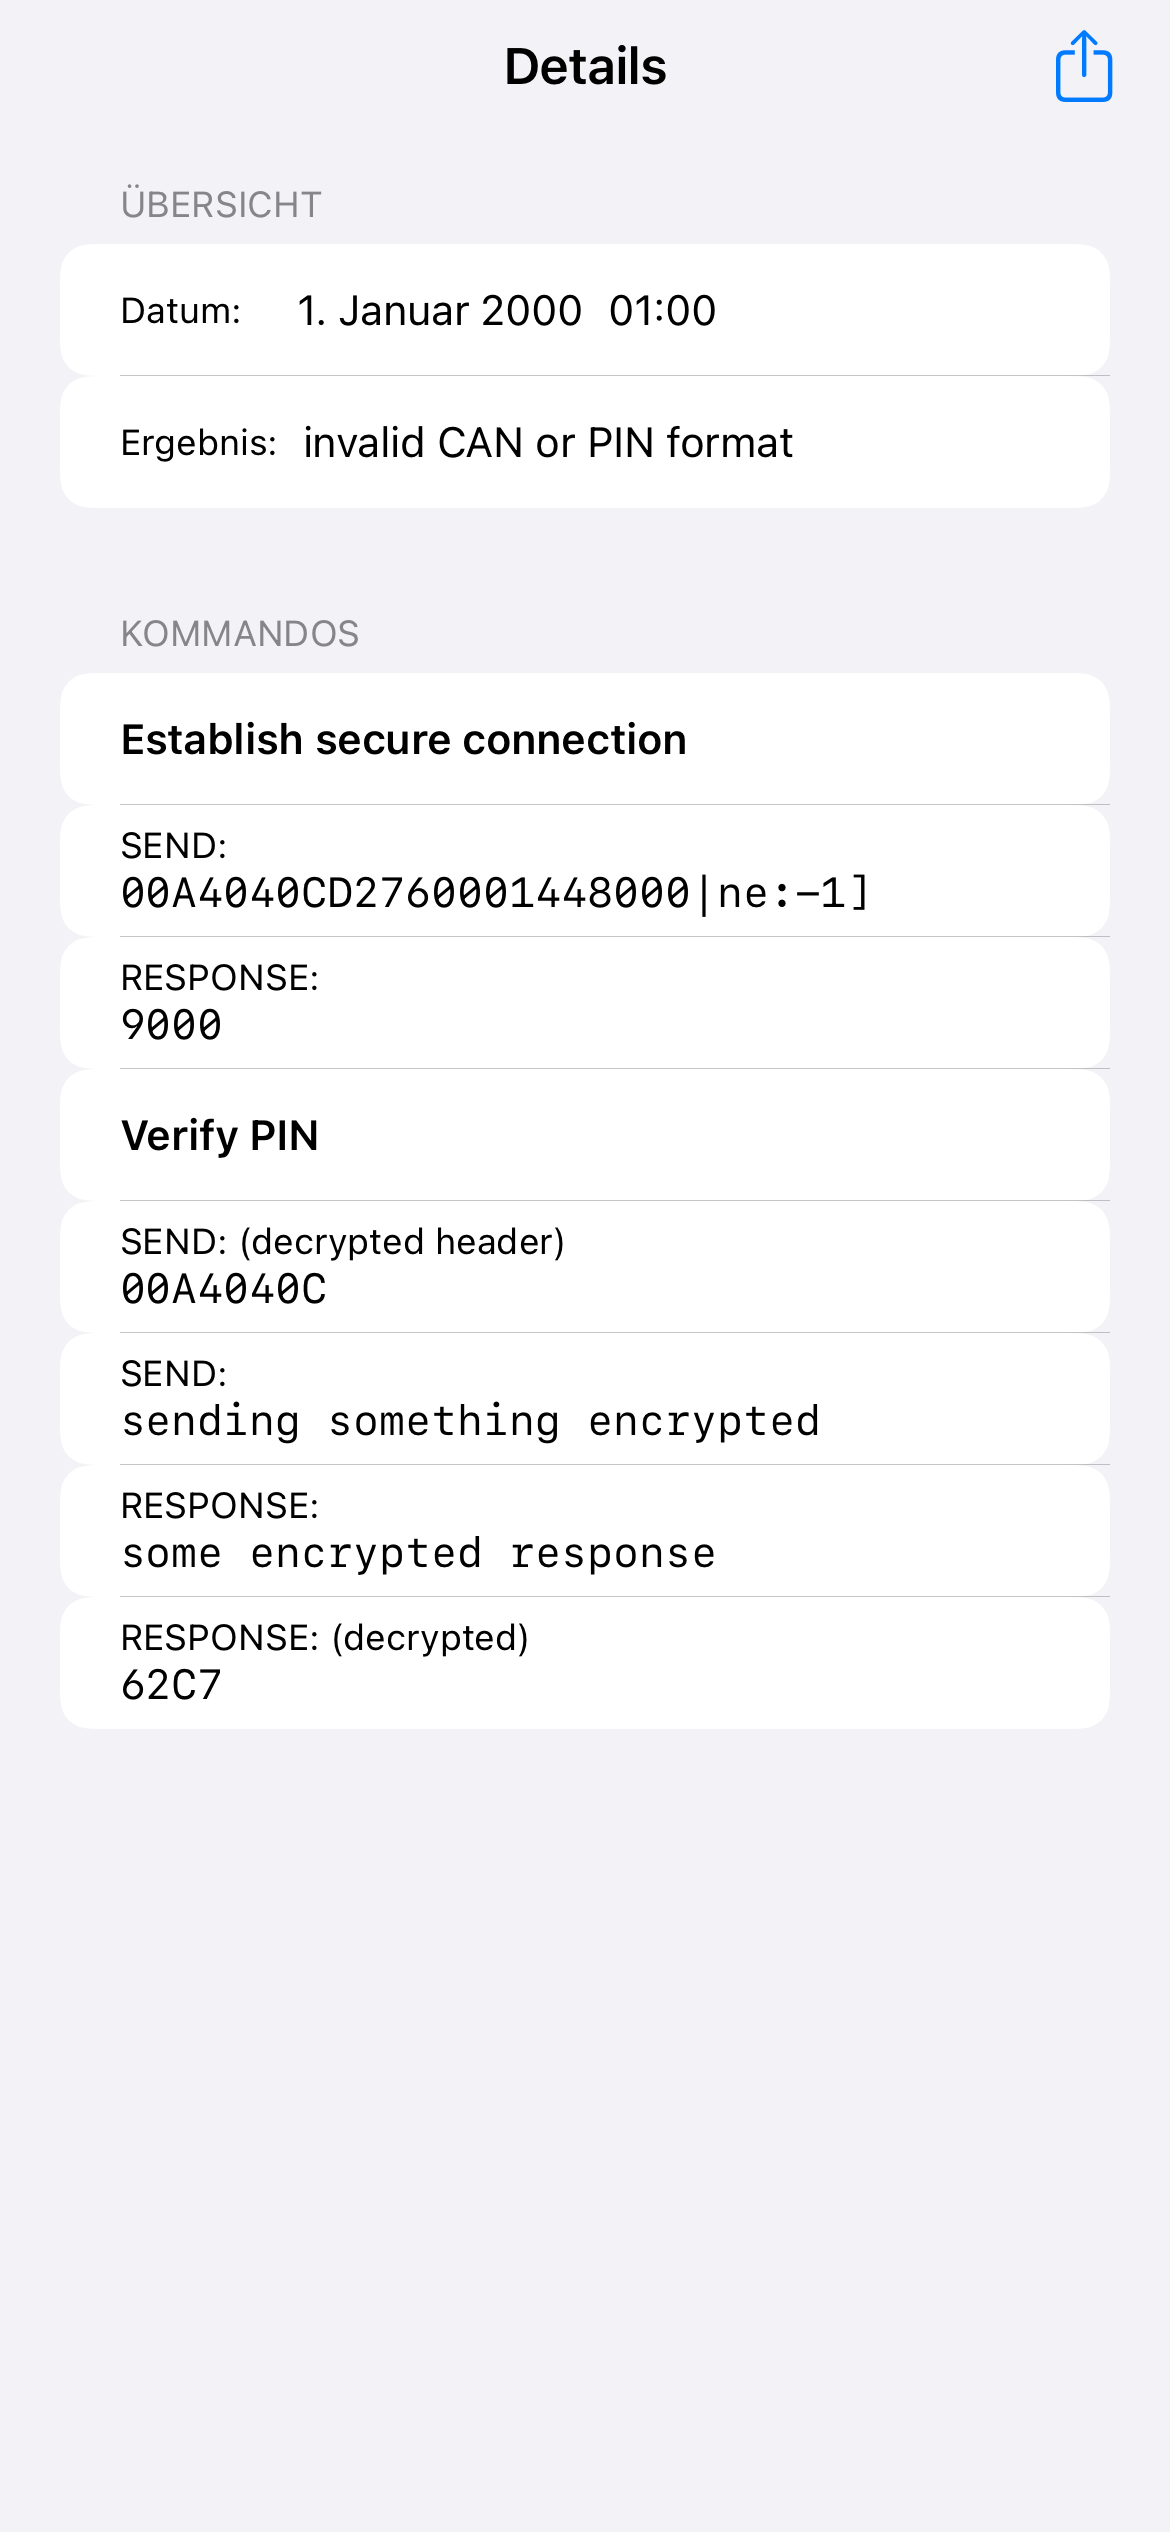 Details
ÜBERSICHT
Datum: 1. Januar 2000 01:00
Ergebnis: invalid CAN or PIN format
KOMMANDOS
Establish secure connection
SEND:
00A4040CD2760001448000|ne:–1]
RESPONSE:
9000
Verify PIN
SEND: (decrypted header)
00A4040C
SEND:
sending something encrypted
RESPONSE:
some encrypted response
RESPONSE: (decrypted)
62C7